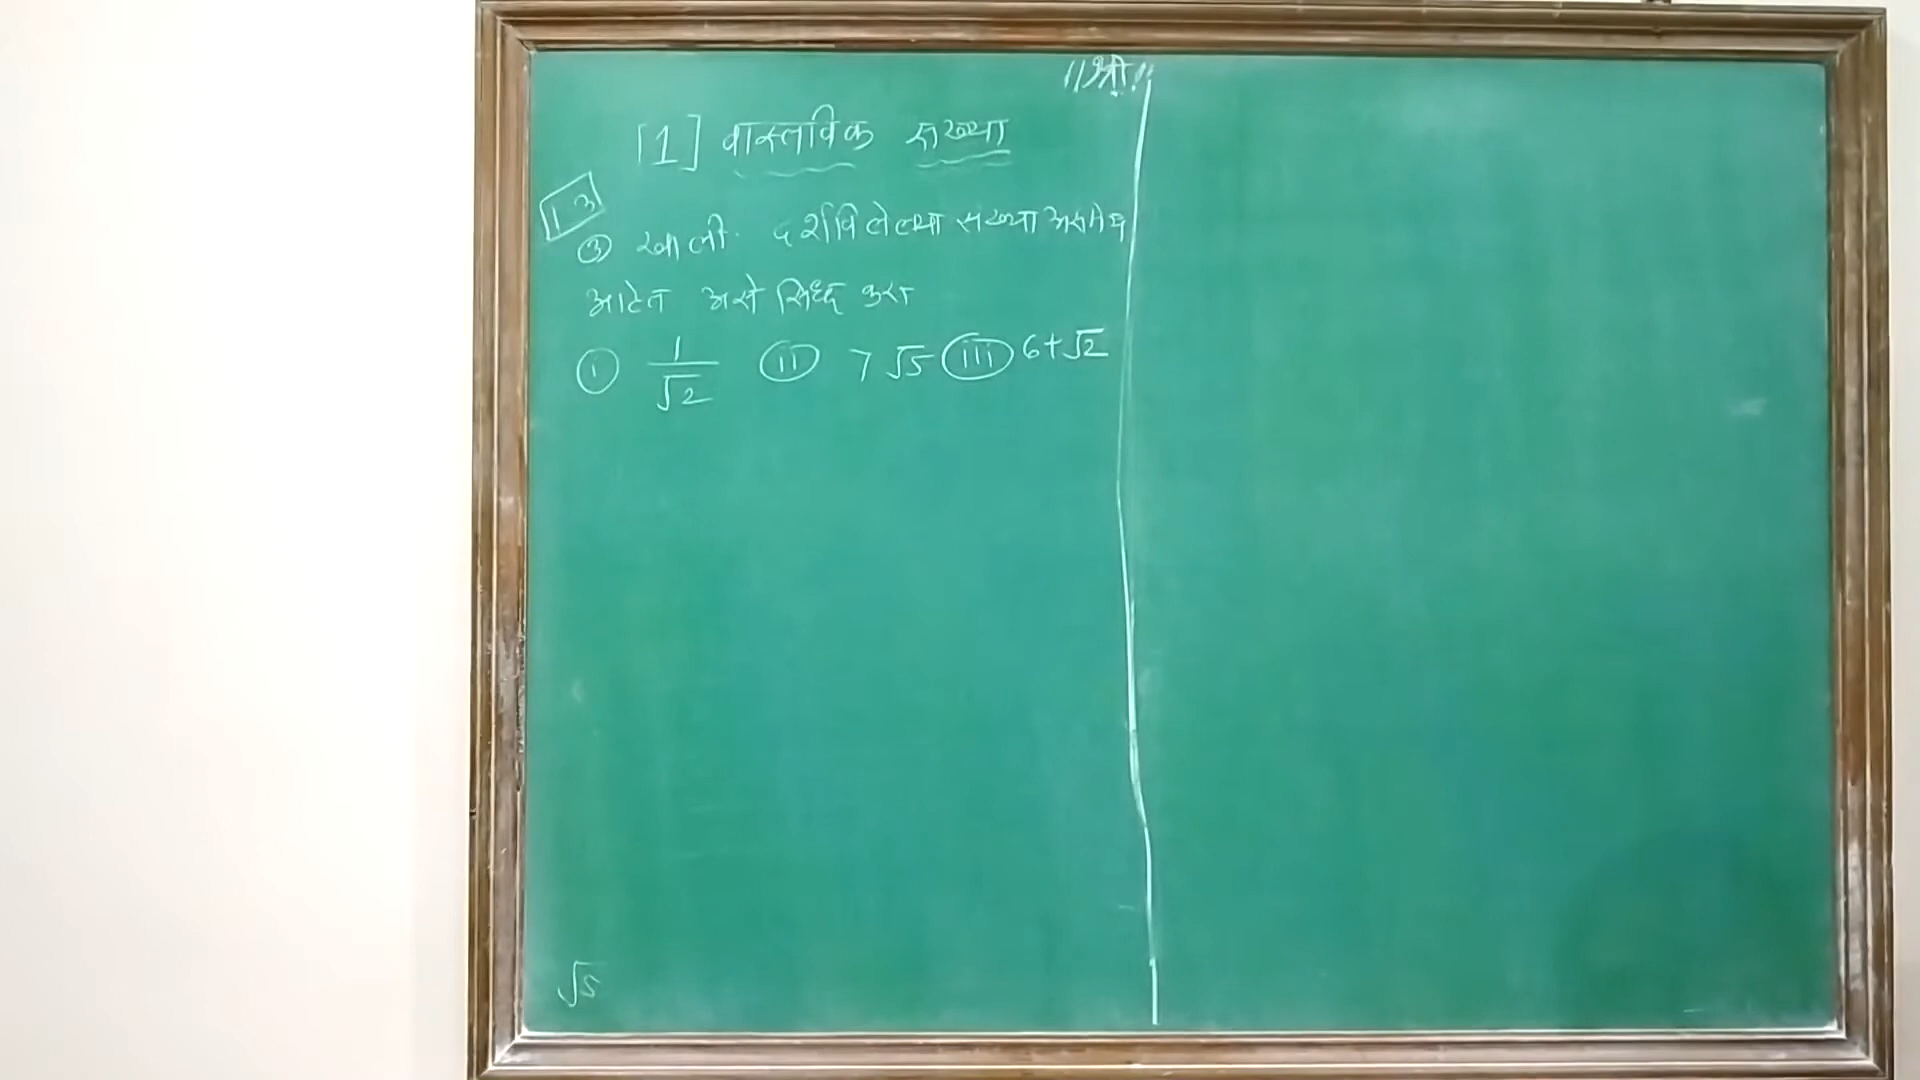 ॥श्री॥
[1] वास्तविक संख्या
1.3
③ खाली दर्शविलेल्या संख्या असमेय
आहेत असे सिध्द करा
ⓘ 1/√2 ⓘⓘ 7√5 ⓘⓘⓘ 6+√2
√5